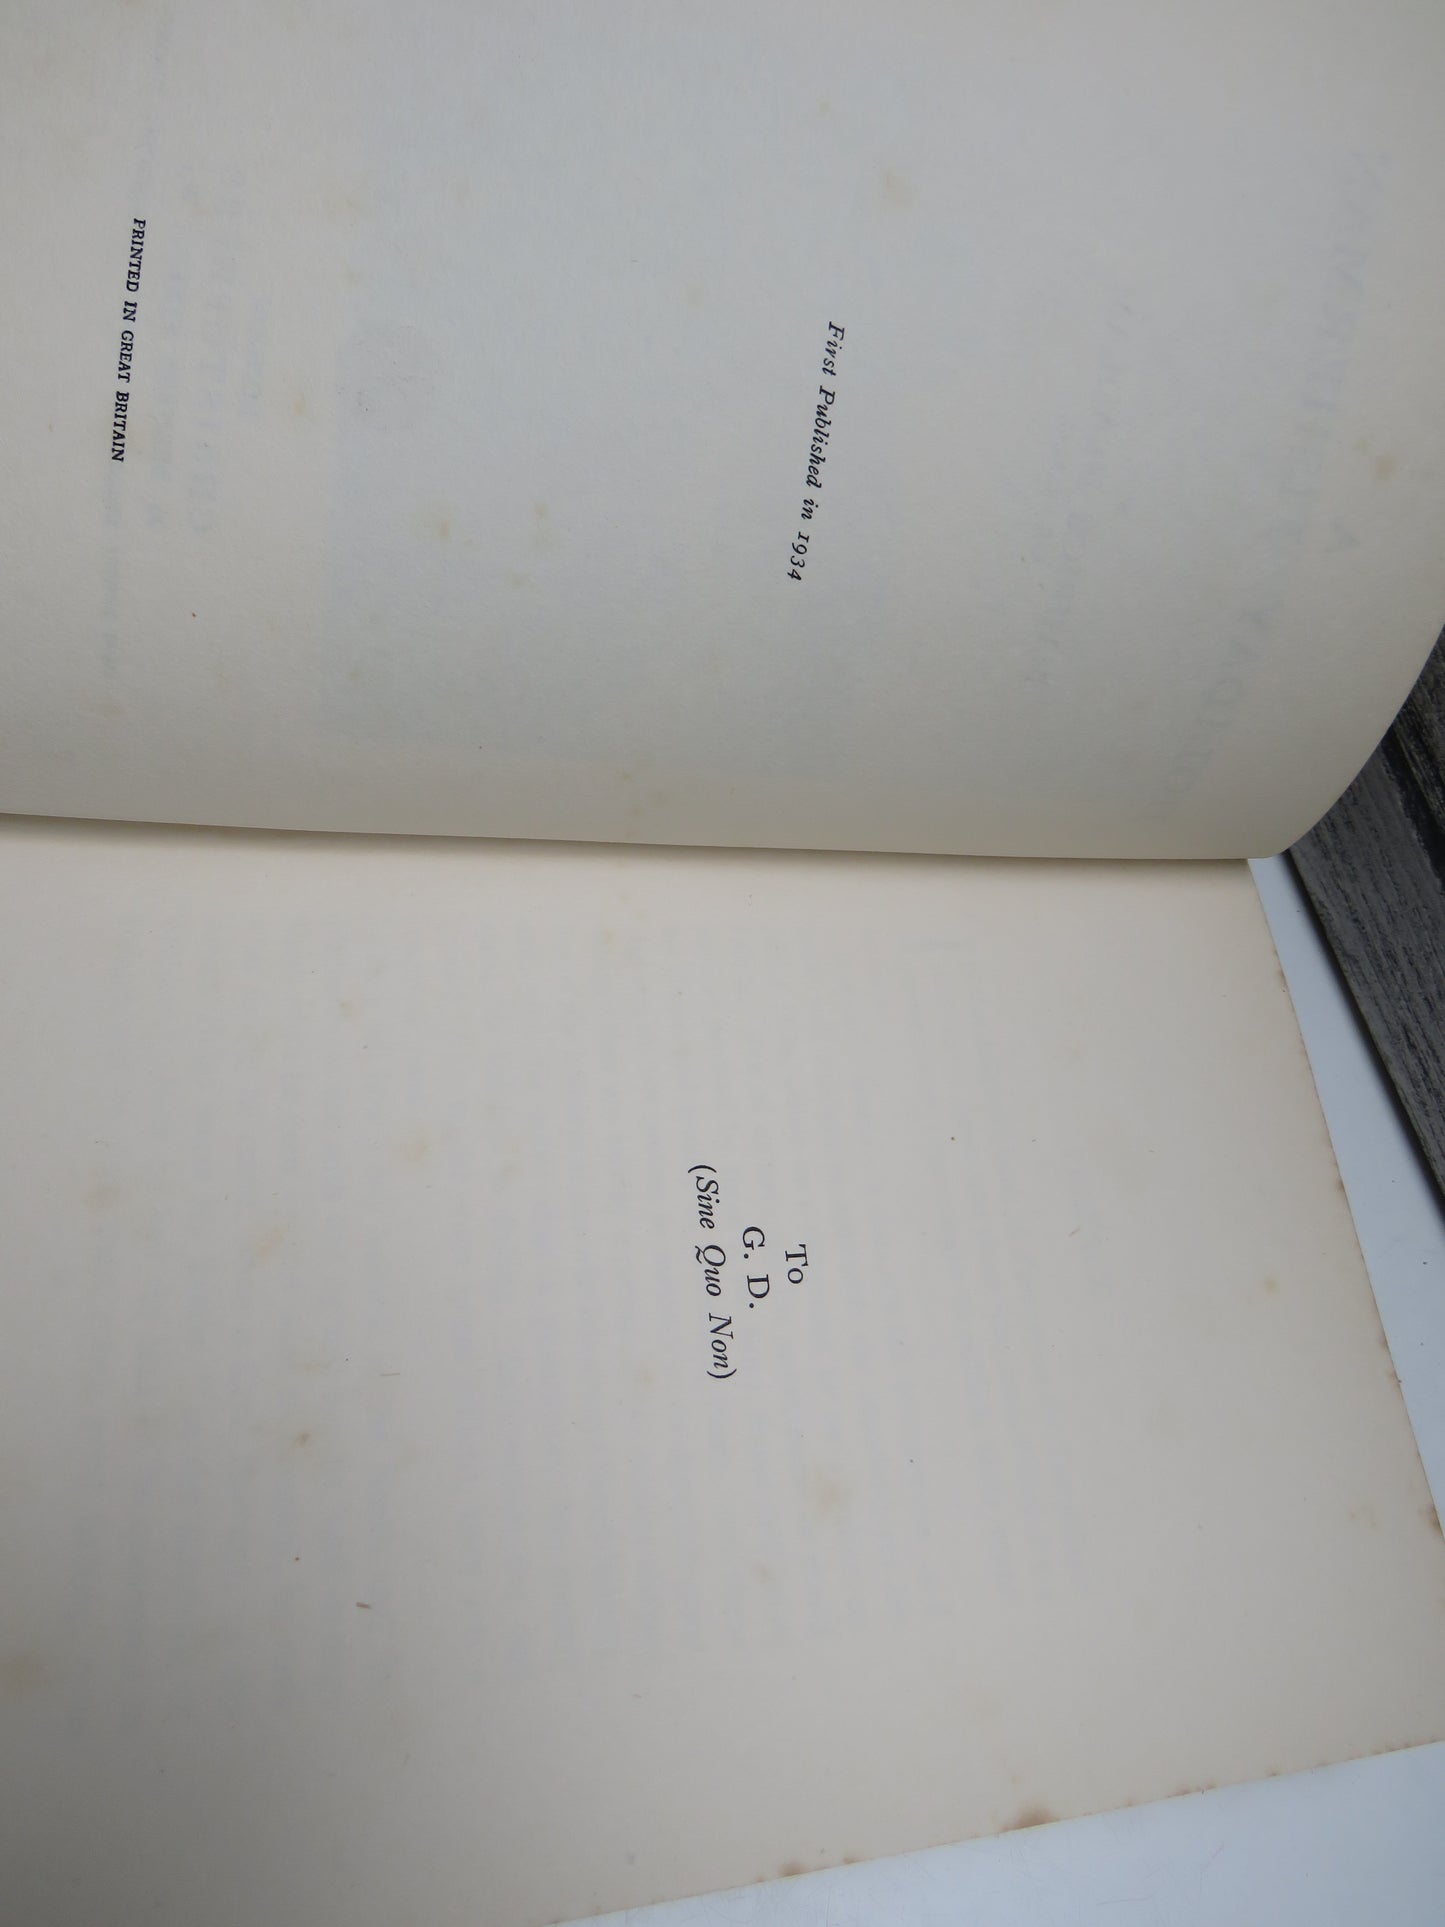 First Published in 1934
PRINTED IN GREAT BRITAIN
To
G. D.
(Sine Quo Non)